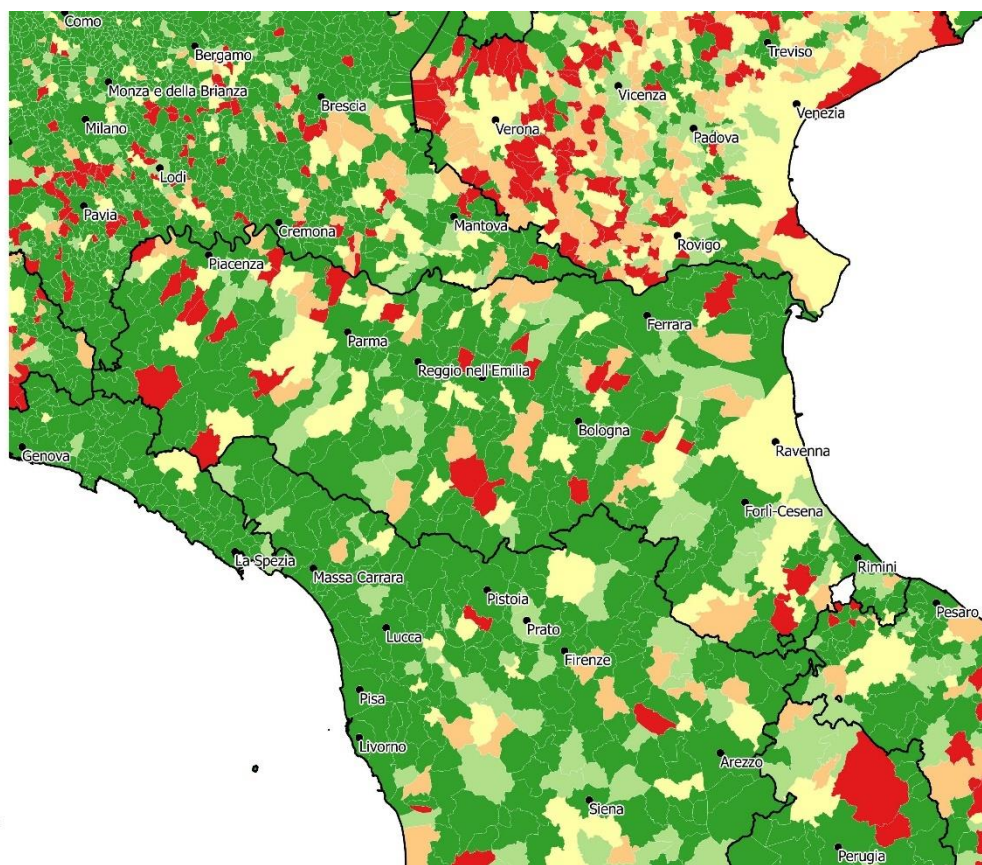 Como
Bergamo
Treviso
Monza e della Brianza
Vicenza
Brescia
Venezia
Milano
Verona
Padova
Lodi
Pavia
Mantova
Cremona
Rovigo
Piacenza
Ferrara
Parma
Reggio nell'Emilia
Bologna
Genova
Ravenna
Forlì-Cesena
La Spezia
Rimini
Massa Carrara
Pistoia
Pesaro
Prato
Lucca
Firenze
Pisa
Livorno
Arezzo
Siena
Perugia